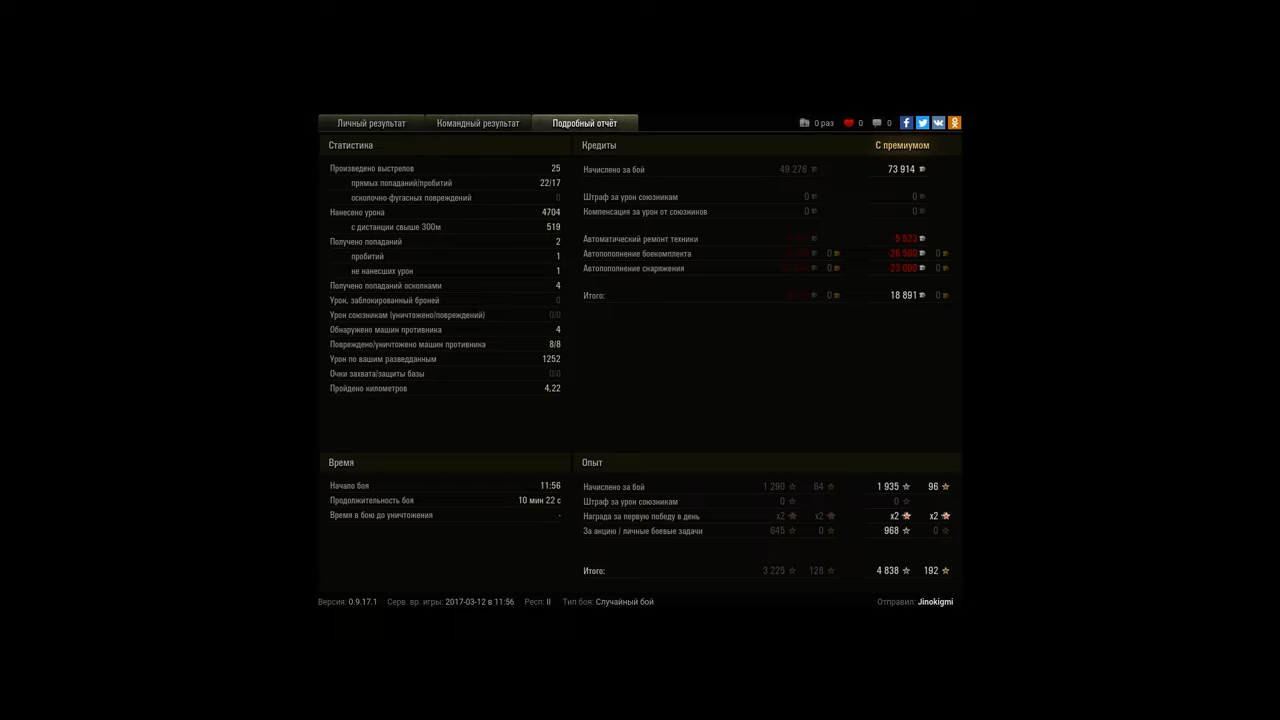 Личный результат Командный результат Подробный отчёт 0 раз 0 0
Статистика
Произведено выстрелов 25
прямых попаданий/пробитий 22/17
осколочно-фугасных повреждений 0
Нанесено урона 4704
с дистанции свыше 300м 519
Получено попаданий 2
пробитий 1
не нанесших урон 1
Получено попаданий осколками 4
Урон, заблокированный броней 0
Урон союзникам (уничтожено/повреждений) 0/0
Обнаружено машин противника 4
Повреждено/уничтожено машин противника 8/8
Урон по вашим разведданным 1252
Очки захвата/защиты базы 0/0
Пройдено километров 4,22
Кредиты С премиумом
Начислено за бой 49 276 73 914
Штраф за урон союзникам 0 0
Компенсация за урон от союзников 0 0
Автоматический ремонт техники 5 523
Автопополнение боекомплекта 0 0
Автопополнение снаряжения 0 -23 000 0
Итого: 0 18 891 0
Время
Начало боя 11:56
Продолжительность боя 10 мин 22 с
Время в бою до уничтожения -
Опыт
Начислено за бой 1 290 64 1 935 96
Штраф за урон союзникам 0 0
Награда за первую победу в день x2 x2 x2 x2
За акцию / личные боевые задачи 645 0 968 0
Итого: 3 225 128 4 838 192
Версия: 0.9.17.1 Серв. вр. игры: 2017-03-12 в 11:56 Респ: II Тип боя: Случайный бой Отправил: Jinokigmi